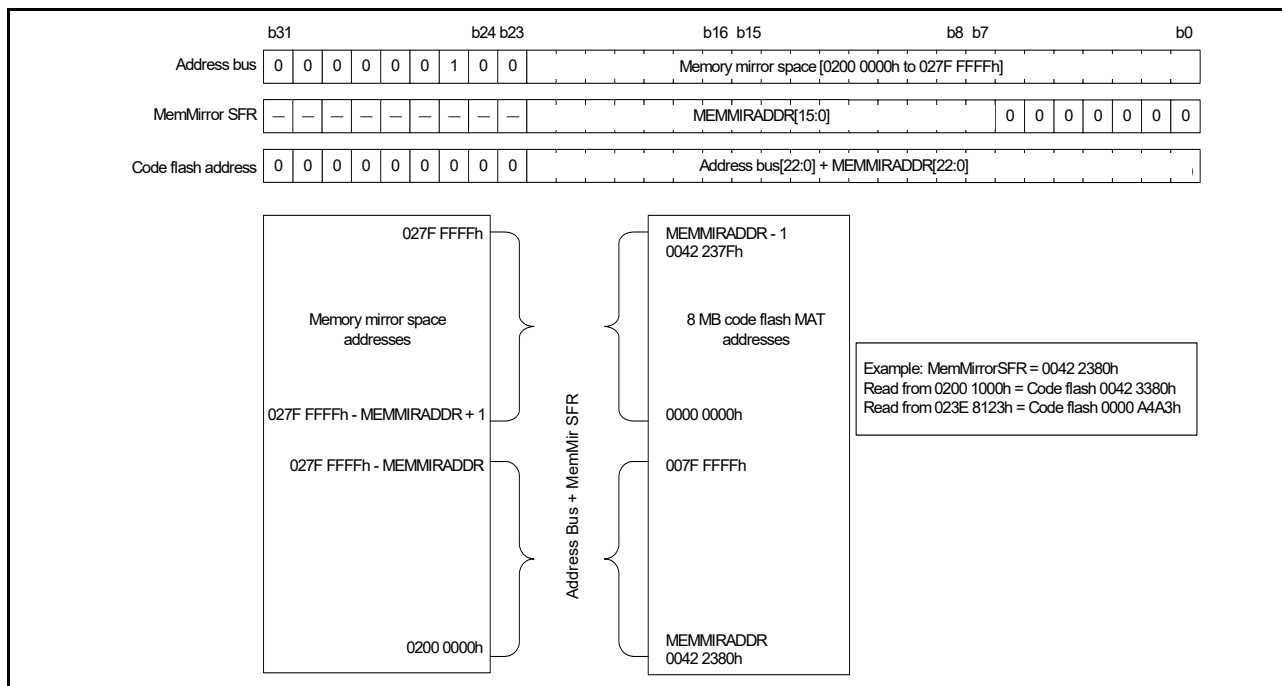 b31 b24 b23 b16 b15 b8 b7 b0
Address bus 0 0 0 0 0 0 1 0 0 Memory mirror space [0200 0000h to 027F FFFFh]
MemMirror SFR — — — — — — — — — MEMMIRADDR[15:0] 0 0 0 0 0 0 0
Code flash address 0 0 0 0 0 0 0 0 0 Address bus[22:0] + MEMMIRADDR[22:0]
027F FFFFh
Memory mirror space
addresses
027F FFFFh - MEMMIRADDR + 1
027F FFFFh - MEMMIRADDR
0200 0000h
Address Bus + MemMir SFR
MEMMIRADDR - 1
0042 237Fh
8 MB code flash MAT
addresses
0000 0000h
007F FFFFh
MEMMIRADDR
0042 2380h
Example: MemMirrorSFR = 0042 2380h
Read from 0200 1000h = Code flash 0042 3380h
Read from 023E 8123h = Code flash 0000 A4A3h